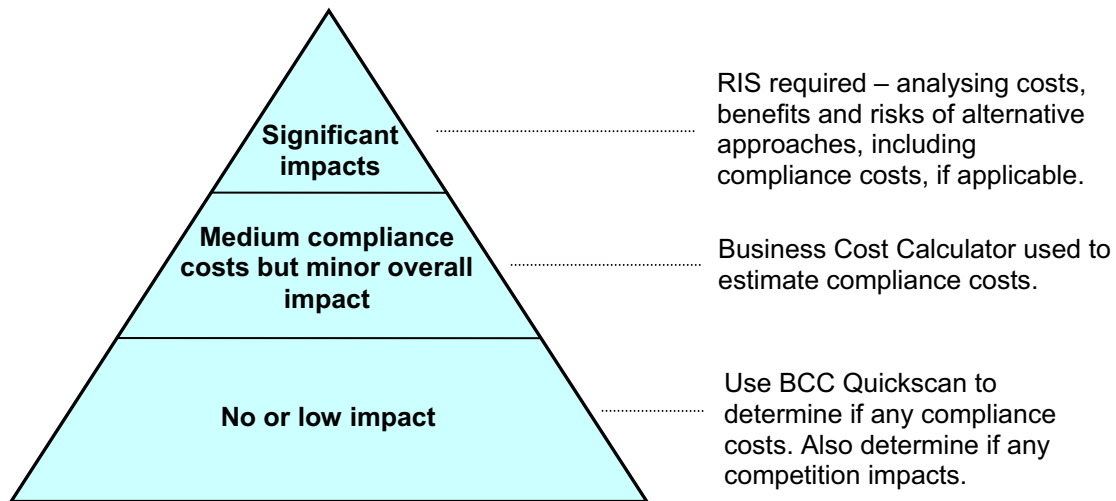 Significant
impacts
RIS required – analysing costs,
benefits and risks of alternative
approaches, including
compliance costs, if applicable.
Medium compliance
costs but minor overall
impact
Business Cost Calculator used to
estimate compliance costs.
No or low impact
Use BCC Quickscan to
determine if any compliance
costs. Also determine if any
competition impacts.